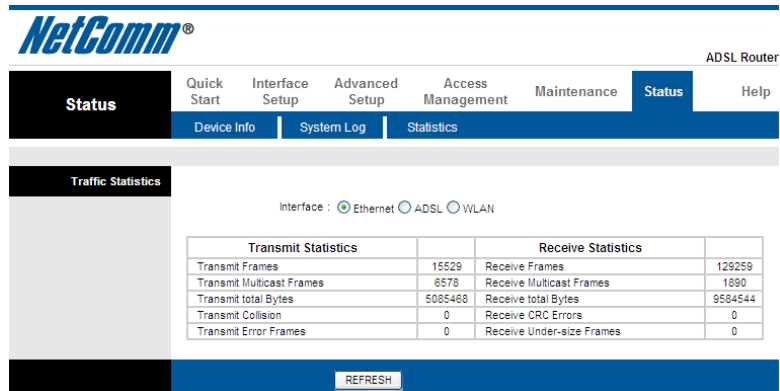 NetComm®
ADSL Router
Status
Quick Start
Interface Setup
Advanced Setup
Access Management
Maintenance
Status
Help
Device Info
System Log
Statistics
Traffic Statistics
Interface : Ethernet ADSL WLAN
Transmit Statistics Receive Statistics
Transmit Frames 15529 Receive Frames 129259
Transmit Multicast Frames 6578 Receive Multicast Frames 1890
Transmit total Bytes 5085468 Receive total Bytes 9584544
Transmit Collision 0 Receive CRC Errors 0
Transmit Error Frames 0 Receive Under-size Frames 0
REFRESH